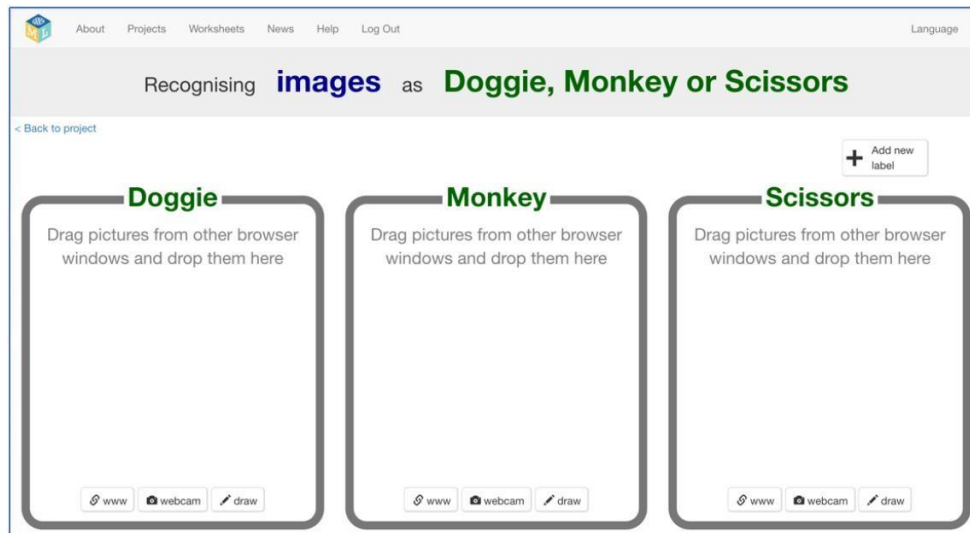 About Projects Worksheets News Help Log Out Language
Recognising images as Doggie, Monkey or Scissors
< Back to project
Add new
label
Doggie
Drag pictures from other browser
windows and drop them here
www webcam draw
Monkey
Drag pictures from other browser
windows and drop them here
www webcam draw
Scissors
Drag pictures from other browser
windows and drop them here
www webcam draw